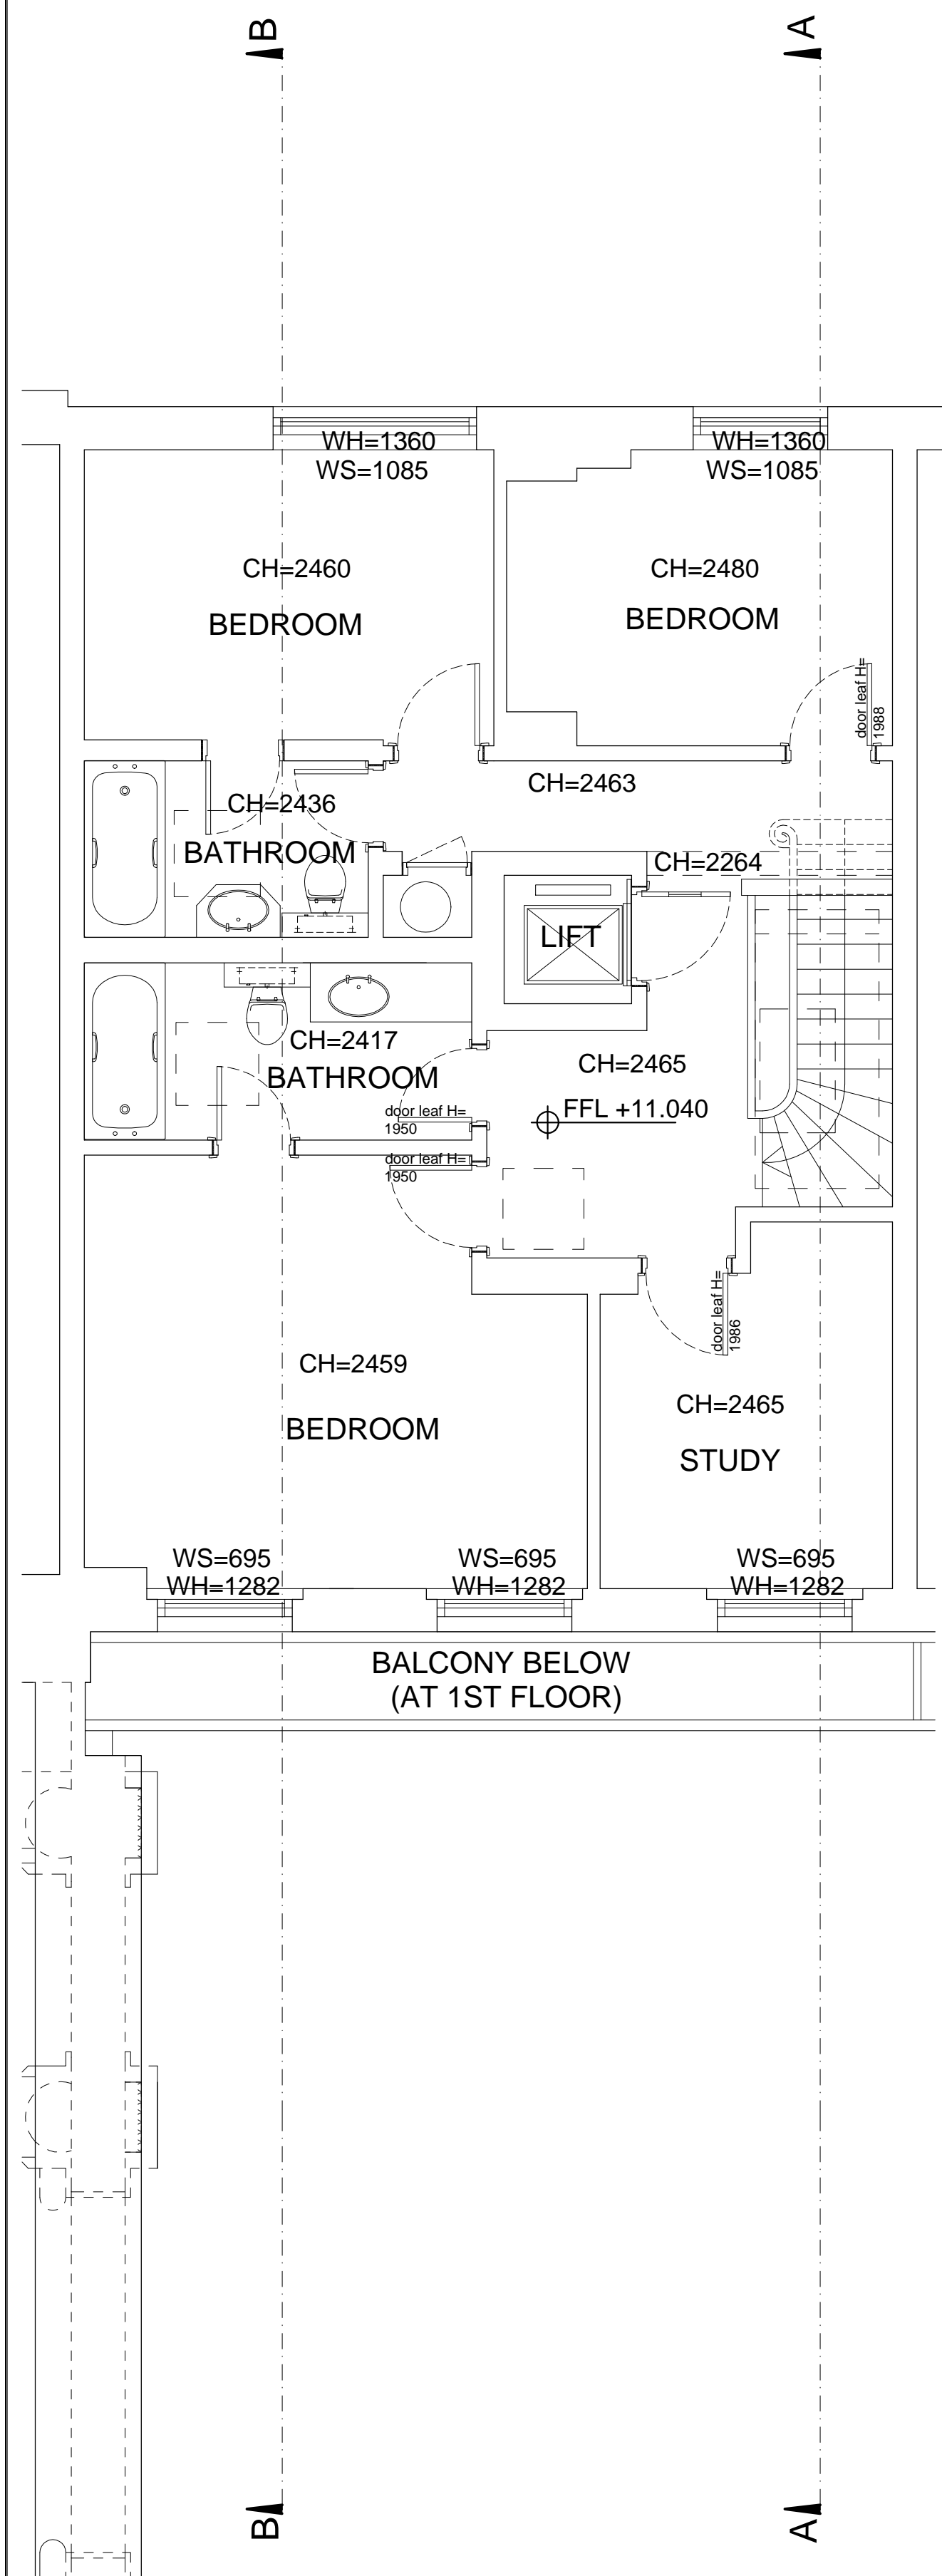 B
A
WH=1360
WS=1085
WH=1360
WS=1085
CH=2460
BEDROOM
CH=2480
BEDROOM
door leaf H=
1988
CH=2463
CH=2436
BATHROOM
CH=2264
LIFT
CH=2417
BATHROOM
CH=2465
FFL +11.040
door leaf H=
1950
door leaf H=
1950
door leaf H=
1986
CH=2459
BEDROOM
CH=2465
STUDY
WS=695
WH=1282
WS=695
WH=1282
WS=695
WH=1282
BALCONY BELOW
(AT 1ST FLOOR)
B
A